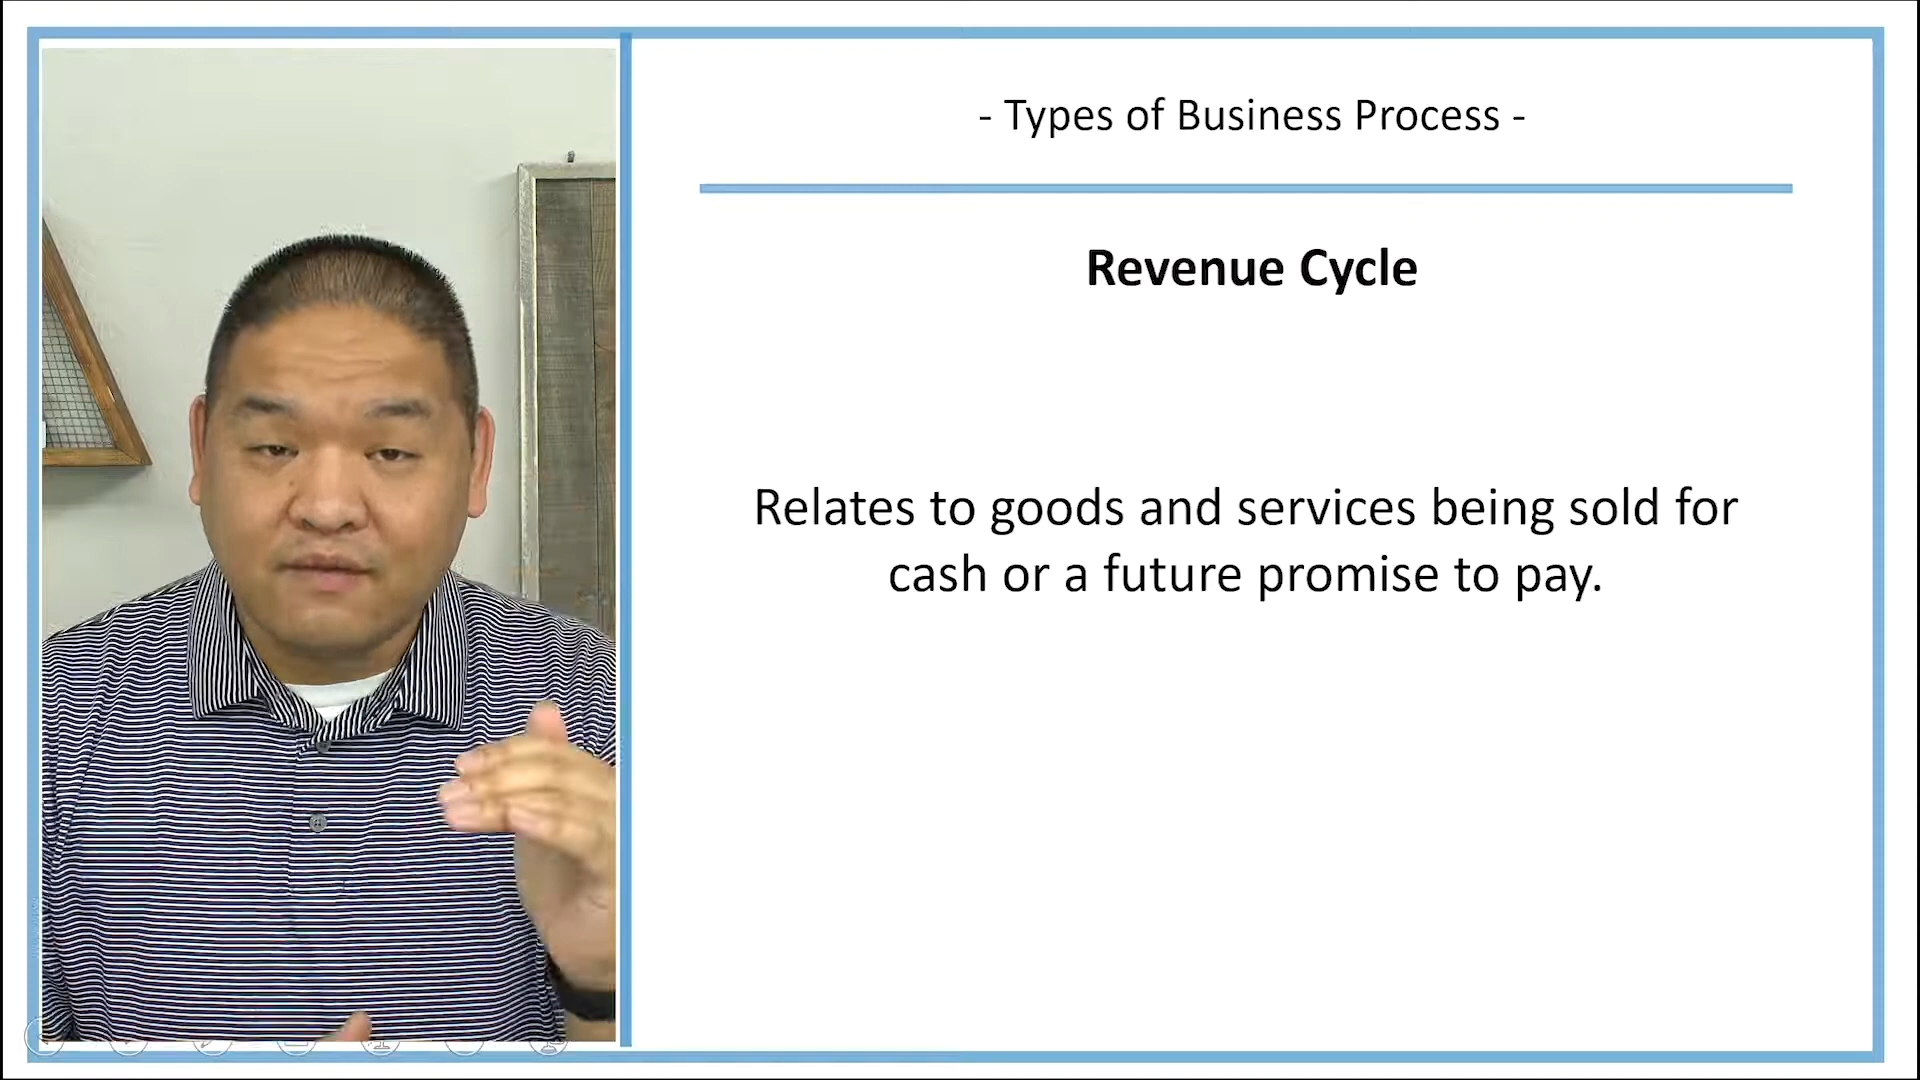 - Types of Business Process -
Revenue Cycle
Relates to goods and services being sold for
cash or a future promise to pay.